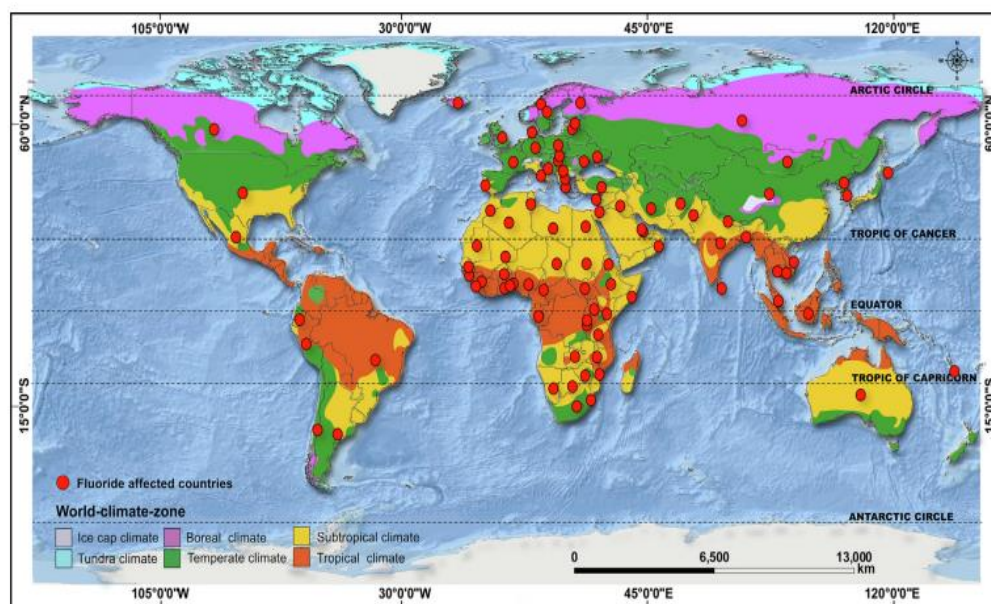 105°0'0"W 30°0'0"W 45°0'0"E 120°0'0"E
ARCTIC CIRCLE
60°0'0"N 60°0'0"N
TROPIC OF CANCER
EQUATOR
TROPIC OF CAPRICORN
15°0'0"S 15°0'0"S
Fluoride affected countries
World-climate-zone
Ice cap climate Boreal climate Subtropical climate
Tundra climate Temperate climate Tropical climate
ANTARCTIC CIRCLE
0 6,500 13,000
km
105°0'0"W 30°0'0"W 45°0'0"E 120°0'0"E